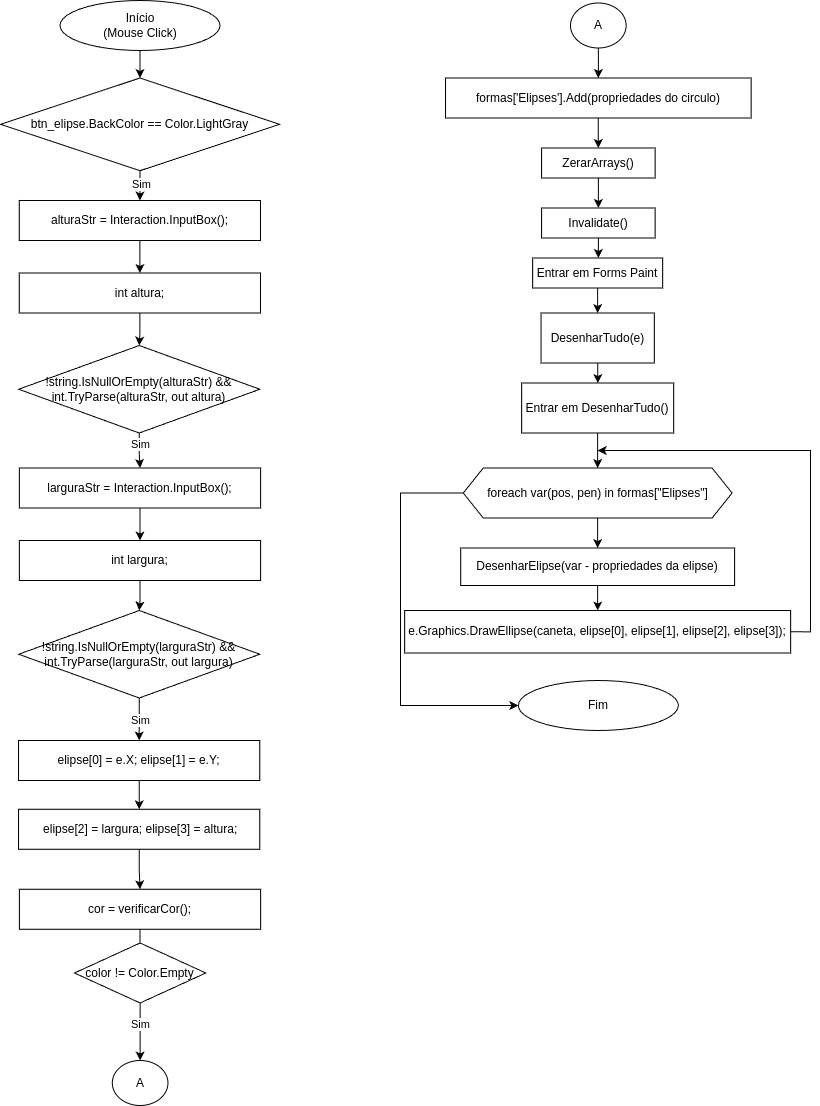 Início
(Mouse Click)
btn_elipse.BackColor == Color.LightGray
Sim
alturaStr = Interaction.InputBox();
int altura;
!string.IsNullOrEmpty(alturaStr) &&
int.TryParse(alturaStr, out altura)
Sim
larguraStr = Interaction.InputBox();
int largura;
!string.IsNullOrEmpty(larguraStr) &&
int.TryParse(larguraStr, out largura)
Sim
elipse[0] = e.X; elipse[1] = e.Y;
elipse[2] = largura; elipse[3] = altura;
cor = verificarCor();
color != Color.Empty
Sim
A
A
formas['Elipses'].Add(propriedades do circulo)
ZerarArrays()
Invalidate()
Entrar em Forms Paint
DesenharTudo(e)
Entrar em DesenharTudo()
foreach var(pos, pen) in formas["Elipses"]
DesenharElipse(var - propriedades da elipse)
e.Graphics.DrawEllipse(caneta, elipse[0], elipse[1], elipse[2], elipse[3]);
Fim